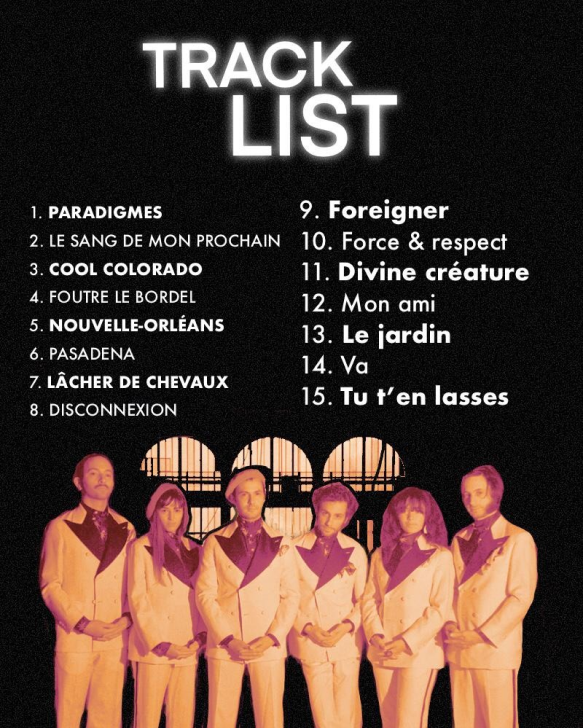 TRACK
LIST
1. PARADIGMES
2. LE SANG DE MON PROCHAIN
3. COOL COLORADO
4. FOUTRE LE BORDEL
5. NOUVELLE-ORLÉANS
6. PASADENA
7. LÂCHER DE CHEVAUX
8. DISCONNEXION
9. Foreigner
10. Force & respect
11. Divine créature
12. Mon ami
13. Le jardin
14. Va
15. Tu t’en lasses